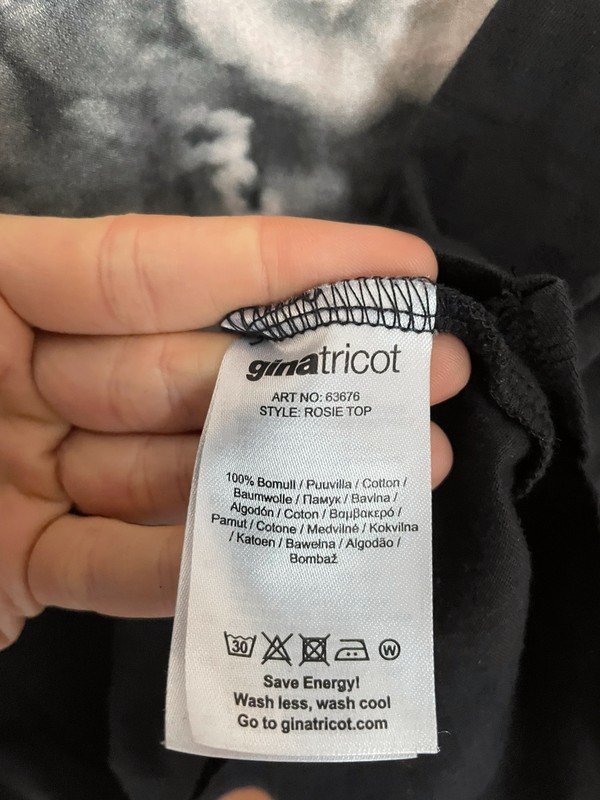 ginatricot
ART NO: 63676
STYLE: ROSIE TOP
100% Bomull / Puuvilla / Cotton /
Baumwolle / Памук / Bavlna /
Algodón / Coton / Βαμβακερό /
Pamut / Cotone / Medvilnė / Kokvilna
/ Katoen / Bawełna / Algodão /
Bombaž
30 W
Save Energy!
Wash less, wash cool
Go to ginatricot.com